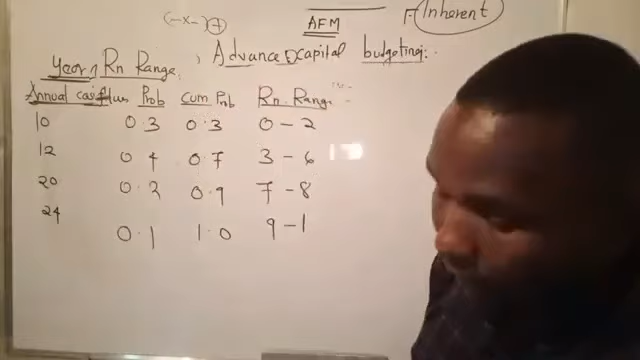 (-x-)+
AFM
Inherent
Year 1 Rn Range, Advance capital budgeting:
Annual cashflows Prob Cum Prob Rn. Range
10 0.3 0.3 0-2
12 0.4 0.7 3-6
20 0.2 0.9 7-8
24 0.1 1.0 9-1